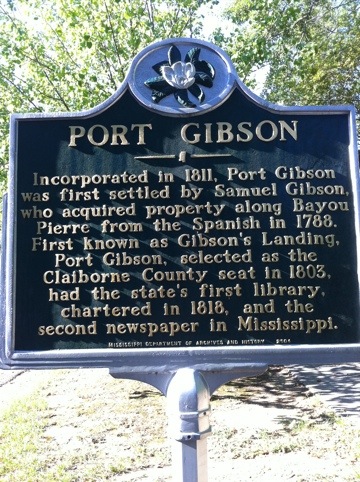 PORT GIBSON
Incorporated in 1811, Port Gibson
was first settled by Samuel Gibson,
who acquired property along Bayou
Pierre from the Spanish in 1788.
First known as Gibson's Landing,
Port Gibson, selected as the
Claiborne County seat in 1803,
had the state's first library,
chartered in 1818, and the
second newspaper in Mississippi.
MISSISSIPPI DEPARTMENT OF ARCHIVES AND HISTORY